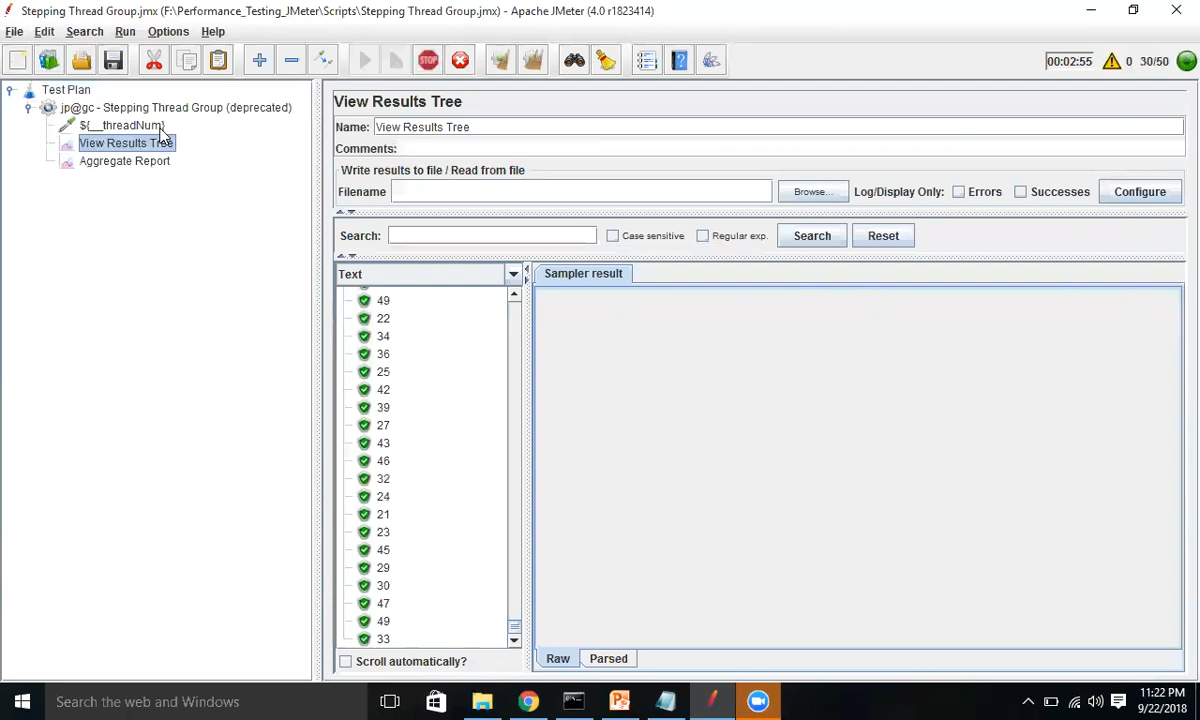 Stepping Thread Group.jmx (F:\Performance_Testing_JMeter\Scripts\Stepping Thread Group.jmx) - Apache JMeter (4.0 r1823414)
File Edit Search Run Options Help
STOP
00:02:55 0 30/50
Test Plan
jp@gc - Stepping Thread Group (deprecated)
${__threadNum}
View Results Tree
Aggregate Report
View Results Tree
Name: View Results Tree
Comments:
Write results to file / Read from file
Filename Browse... Log/Display Only: Errors Successes Configure
Search: Case sensitive Regular exp. Search Reset
Text
Sampler result
49
22
34
36
25
42
39
27
43
46
32
24
21
23
45
29
30
47
49
33
Scroll automatically?
Raw Parsed
Search the web and Windows
11:22 PM
9/22/2018